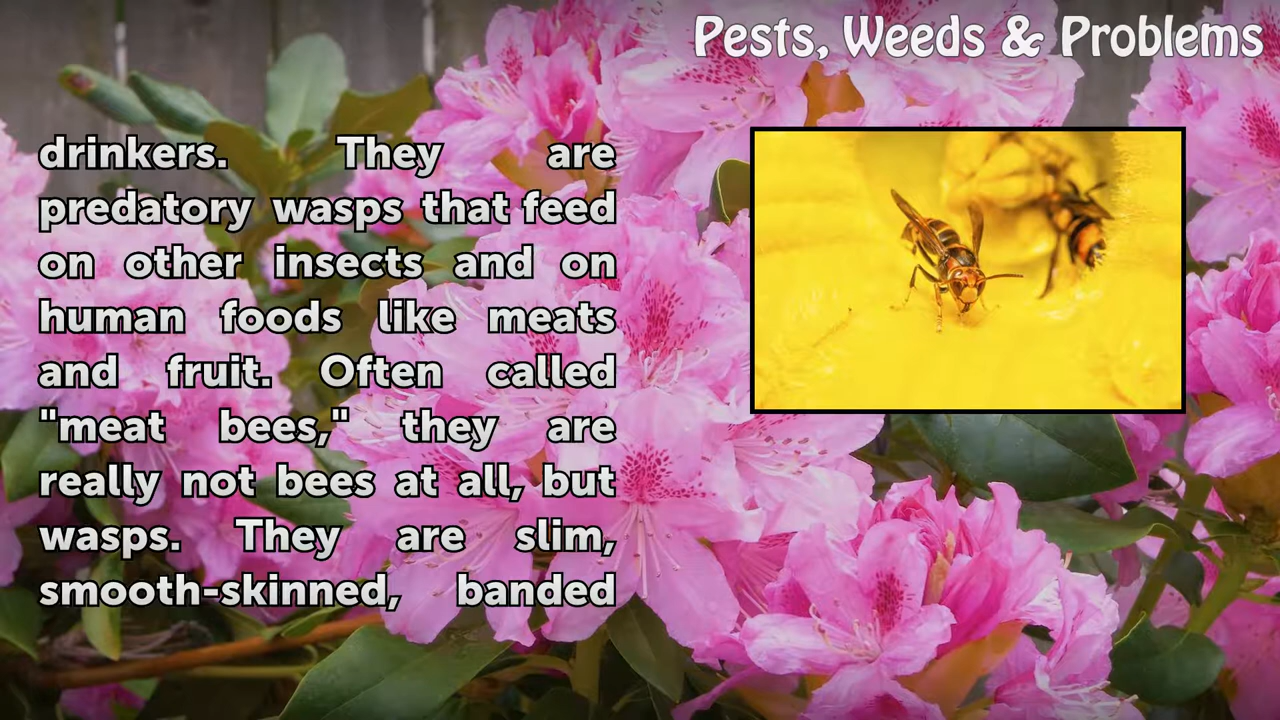 Pests, Weeds & Problems
drinkers. They are
predatory wasps that feed
on other insects and on
human foods like meats
and fruit. Often called
"meat bees," they are
really not bees at all, but
wasps. They are slim,
smooth-skinned, banded